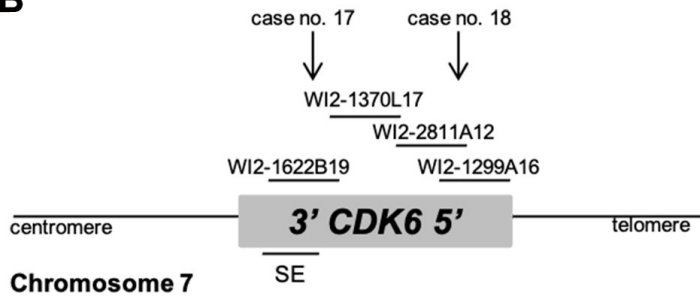 B
case no. 17 case no. 18
WI2-1370L17
WI2-2811A12
WI2-1622B19 WI2-1299A16
3’ CDK6 5’
centromere telomere
SE
Chromosome 7